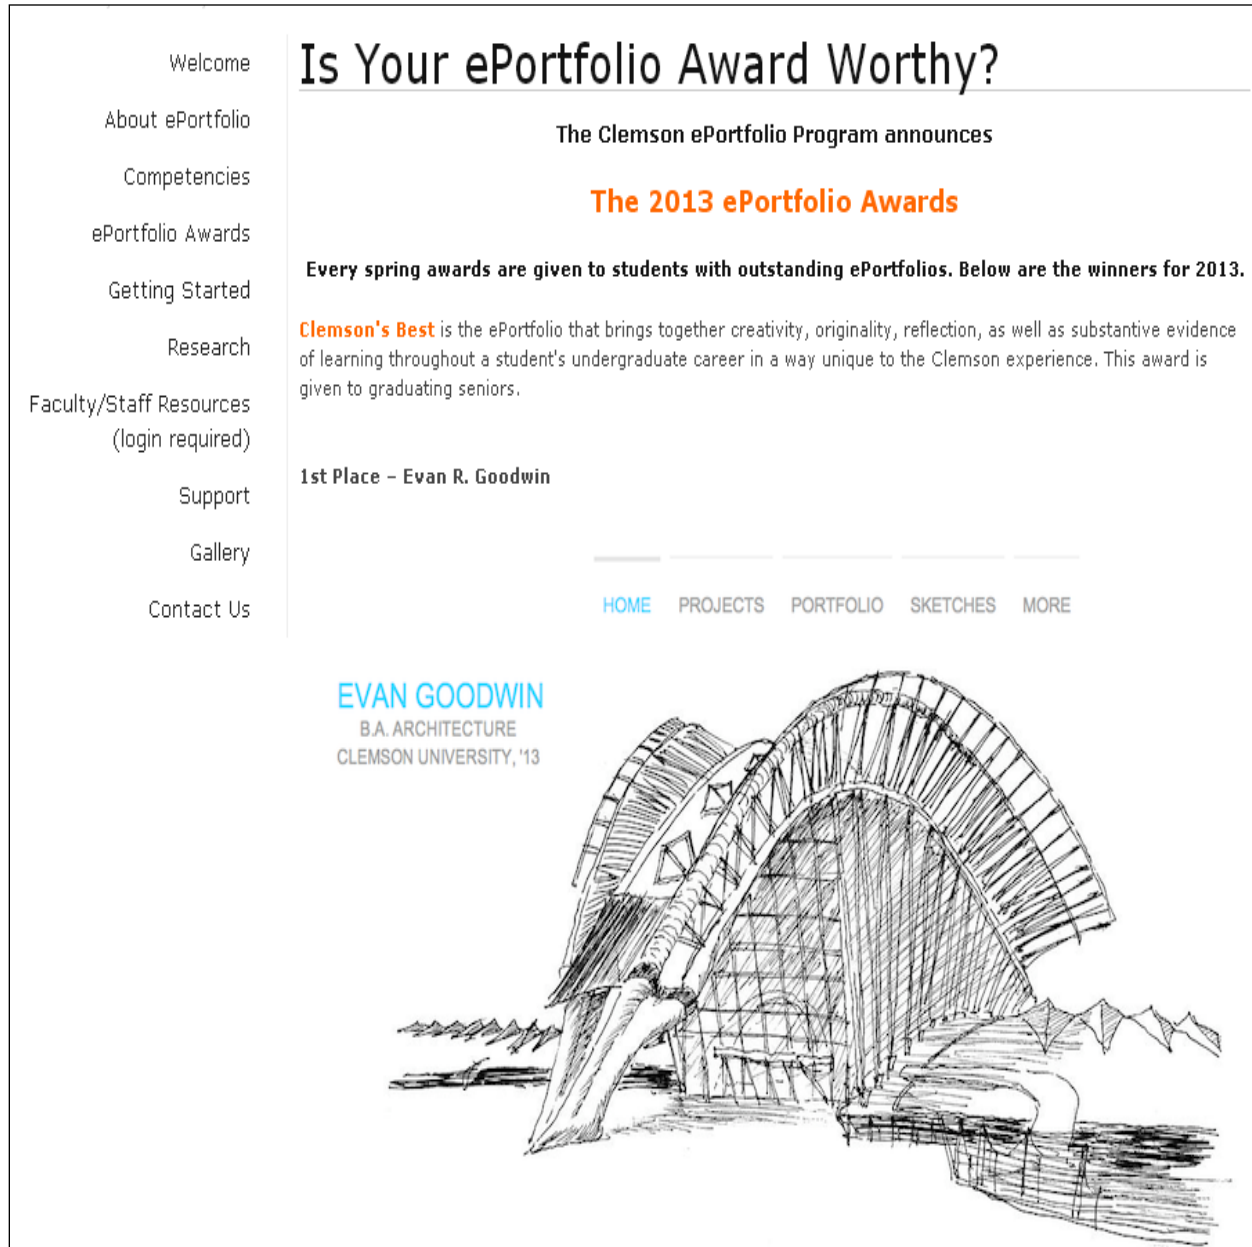 Welcome
About ePortfolio
Competencies
ePortfolio Awards
Getting Started
Research
Faculty/Staff Resources
(login required)
Support
Gallery
Contact Us
Is Your ePortfolio Award Worthy?
The Clemson ePortfolio Program announces
The 2013 ePortfolio Awards
Every spring awards are given to students with outstanding ePortfolios. Below are the winners for 2013.
Clemson's Best is the ePortfolio that brings together creativity, originality, reflection, as well as substantive evidence
of learning throughout a student's undergraduate career in a way unique to the Clemson experience. This award is
given to graduating seniors.
1st Place – Evan R. Goodwin
HOME PROJECTS PORTFOLIO SKETCHES MORE
EVAN GOODWIN
B.A. ARCHITECTURE
CLEMSON UNIVERSITY, '13